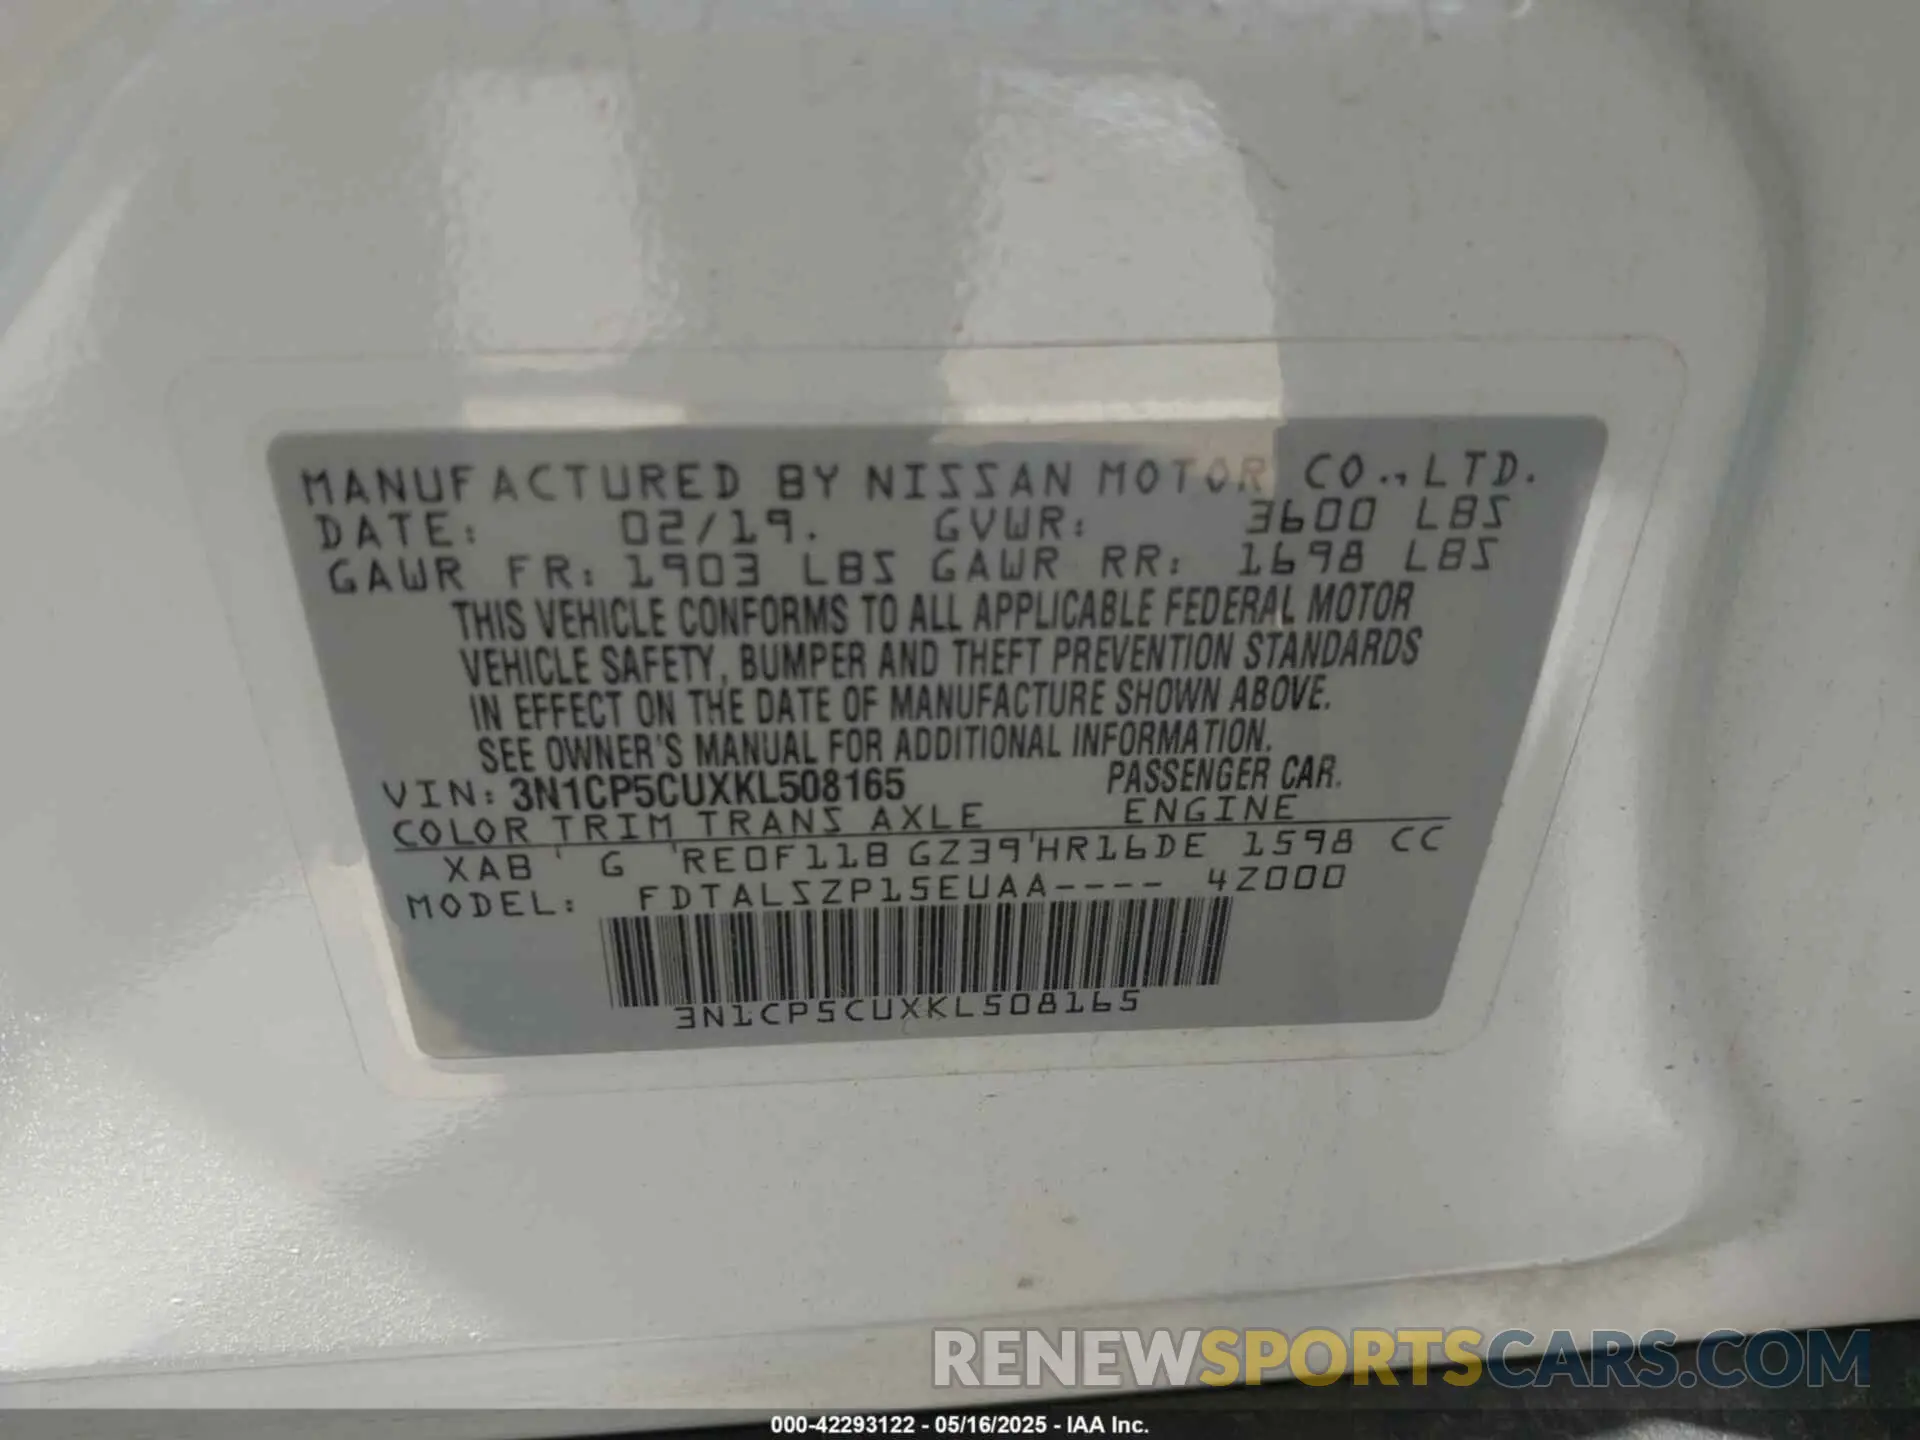 MANUFACTURED BY NISSAN MOTOR CO., LTD.
DATE: 02/19. GVWR: 3600 LBS
GAWR FR: 1903 LBS GAWR RR: 1698 LBS
THIS VEHICLE CONFORMS TO ALL APPLICABLE FEDERAL MOTOR
VEHICLE SAFETY, BUMPER AND THEFT PREVENTION STANDARDS
IN EFFECT ON THE DATE OF MANUFACTURE SHOWN ABOVE.
SEE OWNER'S MANUAL FOR ADDITIONAL INFORMATION.
VIN: 3N1CP5CUXKL508165 PASSENGER CAR.
COLOR TRIM TRANS AXLE ENGINE
XAB G RE0F11B GZ39 HR16DE 1598 CC
MODEL: FDTALSZP15EUAA---- 4Z000
3N1CP5CUXKL508165
RENEWSPORTSCARS.COM
000-42293122 - 05/16/2025 - IAA Inc.